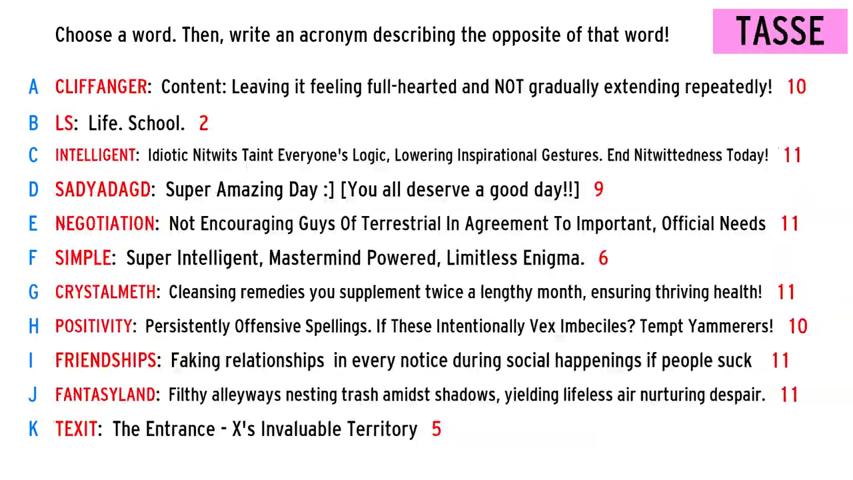 Choose a word. Then, write an acronym describing the opposite of that word!
TASSE
A CLIFFANGER: Content: Leaving it feeling full-hearted and NOT gradually extending repeatedly! 10
B LS: Life. School. 2
C INTELLIGENT: Idiotic Nitwits Taint Everyone's Logic, Lowering Inspirational Gestures. End Nitwittedness Today! 11
D SADYADAGD: Super Amazing Day :] [You all deserve a good day!!] 9
E NEGOTIATION: Not Encouraging Guys Of Terrestrial In Agreement To Important, Official Needs 11
F SIMPLE: Super Intelligent, Mastermind Powered, Limitless Enigma. 6
G CRYSTALMETH: Cleansing remedies you supplement twice a lengthy month, ensuring thriving health! 11
H POSITIVITY: Persistently Offensive Spellings. If These Intentionally Vex Imbeciles? Tempt Yammerers! 10
I FRIENDSHIPS: Faking relationships in every notice during social happenings if people suck 11
J FANTASYLAND: Filthy alleyways nesting trash amidst shadows, yielding lifeless air nurturing despair. 11
K TEXIT: The Entrance - X's Invaluable Territory 5